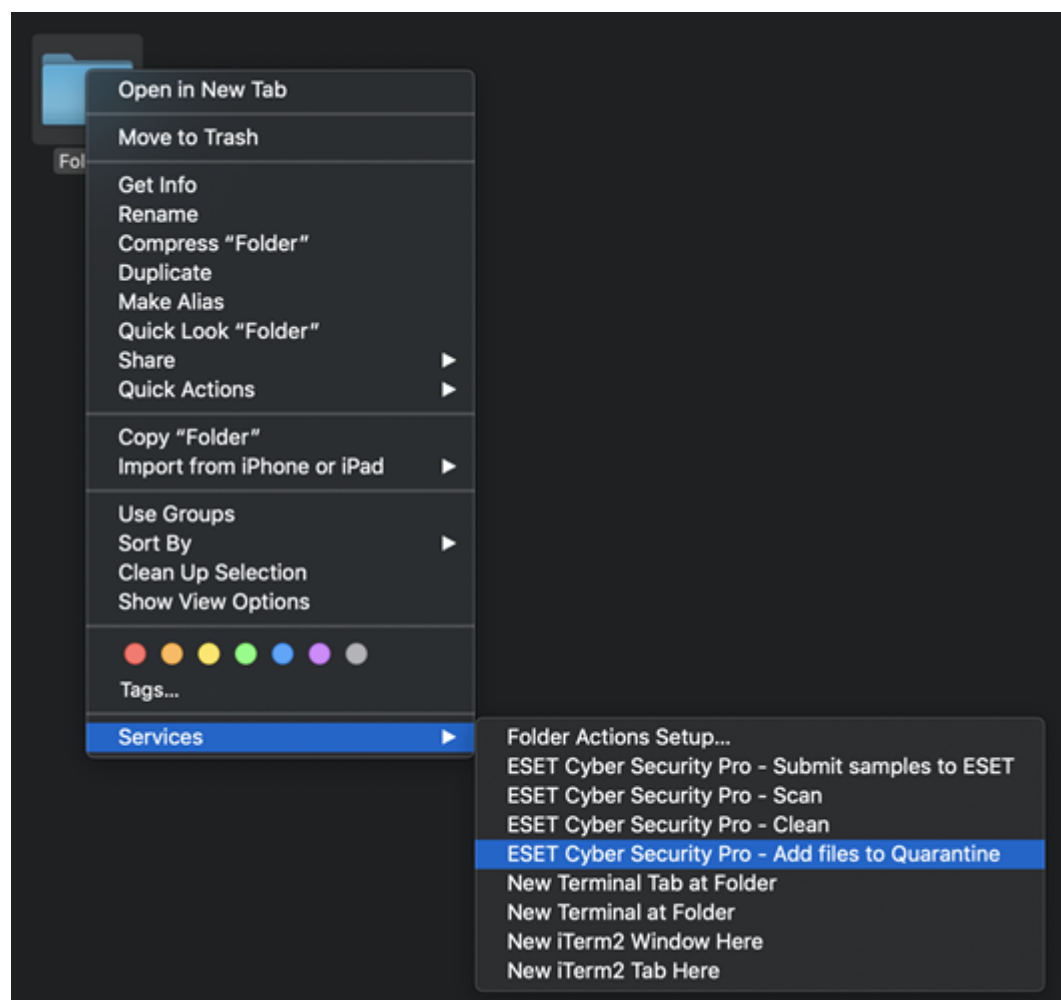 Open in New Tab
Move to Trash
Fol
Get Info
Rename
Compress “Folder”
Duplicate
Make Alias
Quick Look “Folder”
Share
Quick Actions
Copy “Folder”
Import from iPhone or iPad
Use Groups
Sort By
Clean Up Selection
Show View Options
Tags...
Services
Folder Actions Setup...
ESET Cyber Security Pro - Submit samples to ESET
ESET Cyber Security Pro - Scan
ESET Cyber Security Pro - Clean
ESET Cyber Security Pro - Add files to Quarantine
New Terminal Tab at Folder
New Terminal at Folder
New iTerm2 Window Here
New iTerm2 Tab Here